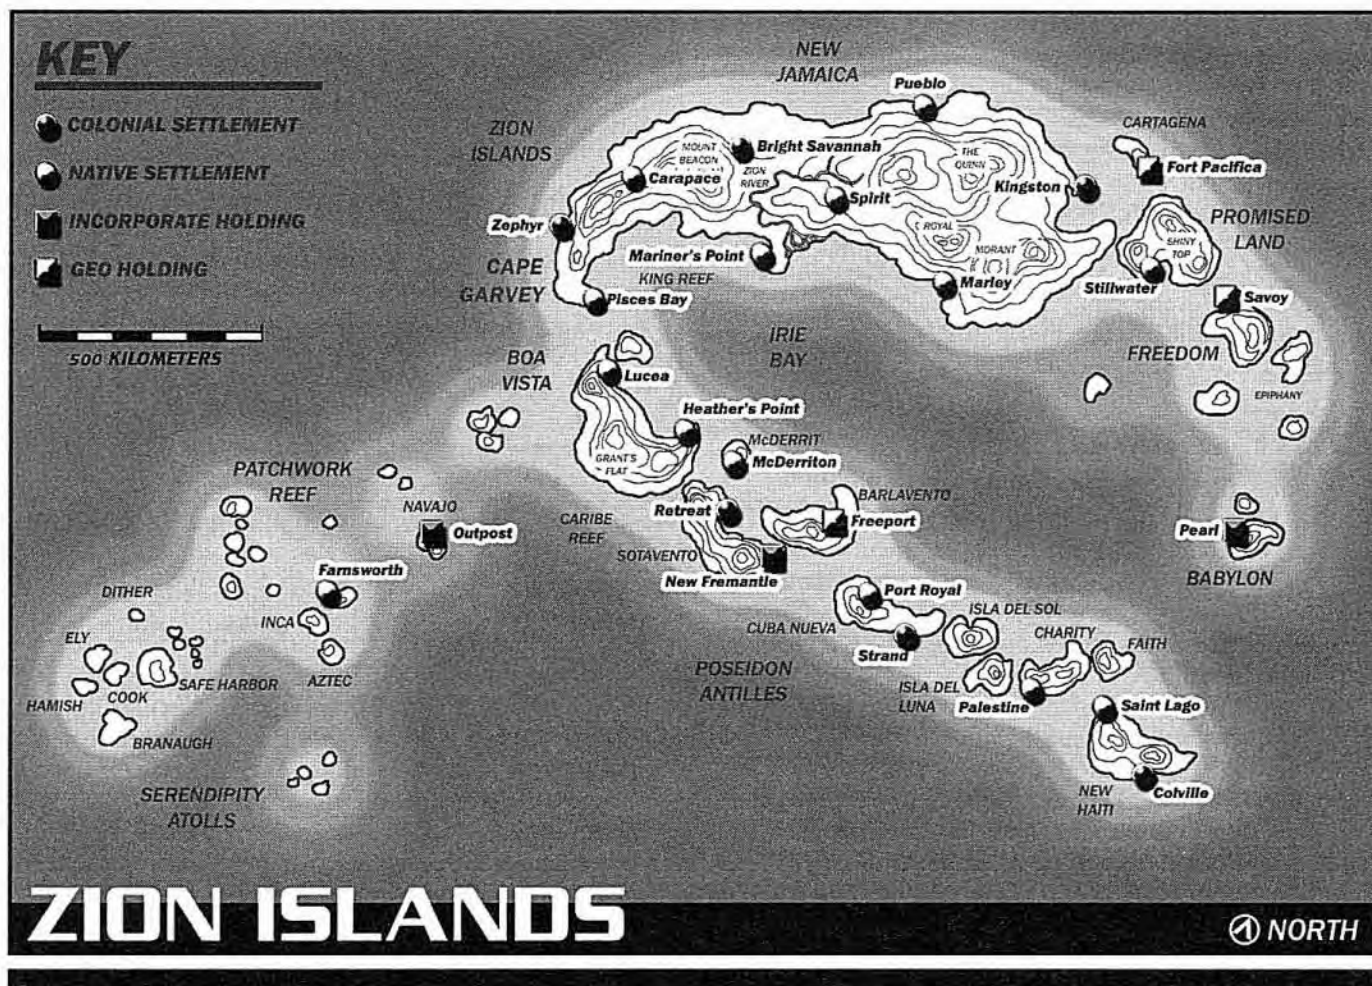 KEY
COLONIAL SETTLEMENT
NATIVE SETTLEMENT
INCORPORATE HOLDING
GEO HOLDING
500 KILOMETERS
NEW
JAMAICA
Pueblo
ZION
ISLANDS
CARTAGENA
MOUNT
BEACON
Bright Savannah
THE
QUINN
Fort Pacifica
Carapace
ZION
RIVER
Kingston
Spirit
PROMISED
LAND
Zephyr
ROYAL
MORANT
SHINY
TOP
Mariner's Point
CAPE
GARVEY
KING REEF
Marley
Stillwater
Pisces Bay
Savoy
IRIE
BAY
FREEDOM
BOA
VISTA
Lucea
EPIPHANY
Heather's Point
McDERRIT
GRANT'S
FLAT
McDerriton
PATCHWORK
REEF
NAVAJO
BARLAVENTO
Retreat
CARIBE
REEF
Freeport
Outpost
Pearl
SOTAVENTO
New Fremantle
BABYLON
Farnsworth
DITHER
Port Royal
ISLA DEL SOL
INCA
CUBA NUEVA
CHARITY
ELY
FAITH
Strand
POSEIDON
ANTILLES
AZTEC
SAFE HARBOR
ISLA DEL
LUNA
COOK
HAMISH
Palestine
Saint Lago
BRANAUGH
SERENDIPITY
ATOLLS
NEW
HAITI
Colville
ZION ISLANDS
NORTH